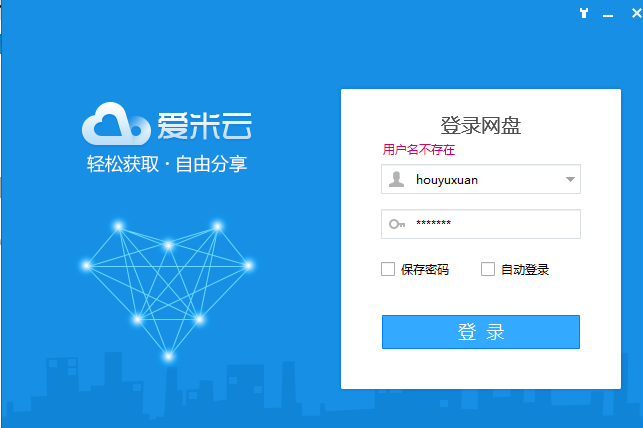 爱米云
轻松获取·自由分享
登录网盘
用户名不存在
houyuxuan
*******
保存密码
自动登录
登 录